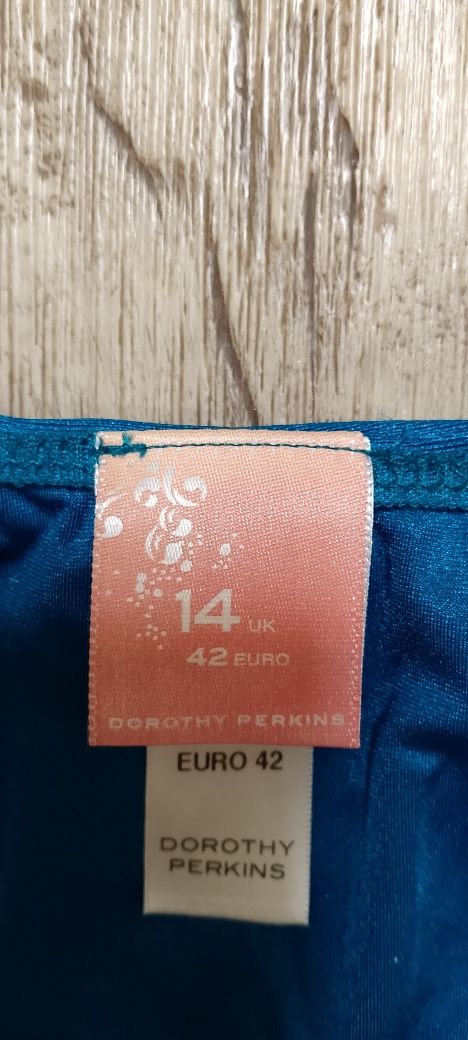 14 UK
42 EURO
DOROTHY PERKINS
EURO 42
DOROTHY
PERKINS